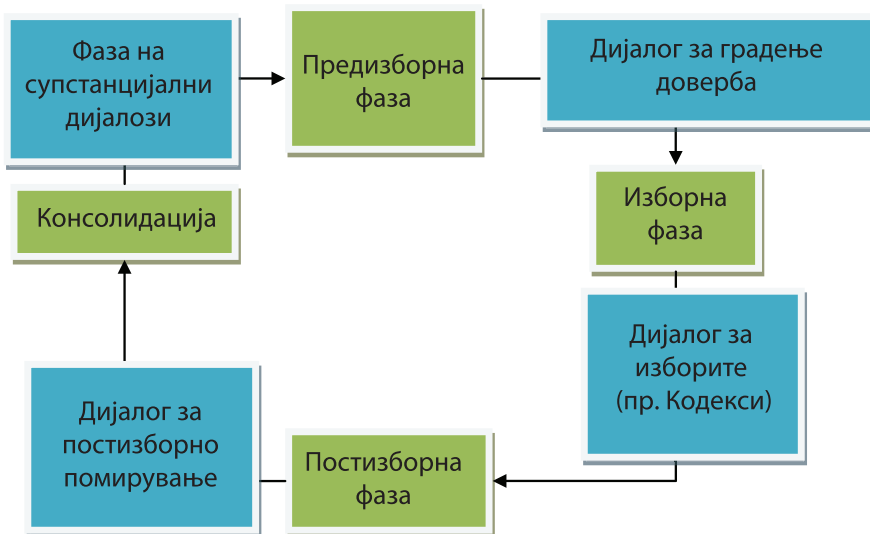 Фаза на
супстанцијални
дијалози
Предизборна
фаза
Дијалог за градење
доверба
Изборна
фаза
Дијалог за
изборите
(пр. Кодекси)
Постизборна
фаза
Дијалог за
постизборно
помирување
Консолидација